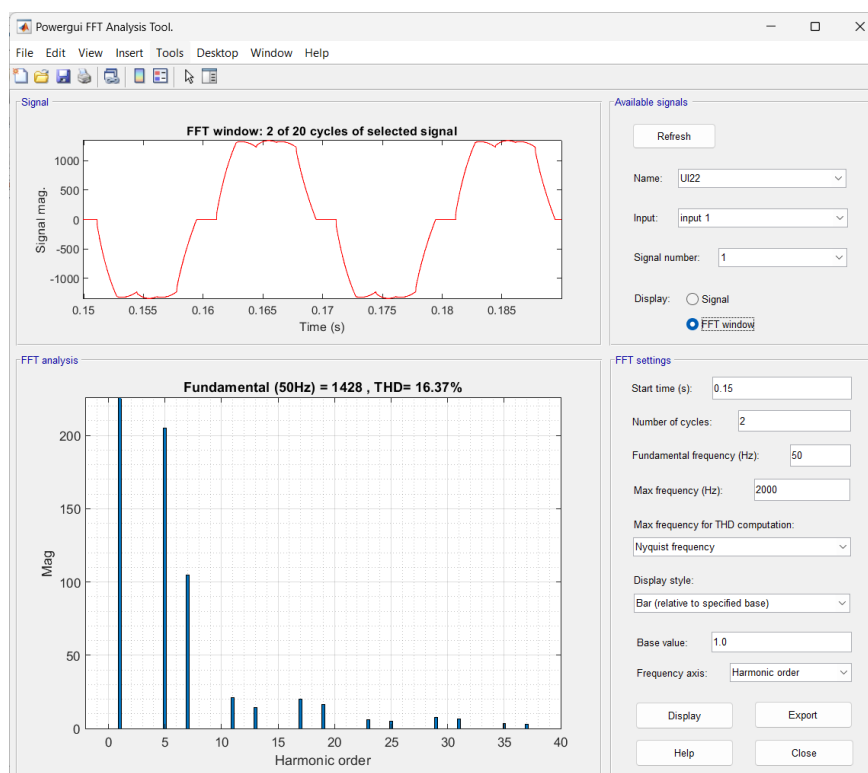 Powergui FFT Analysis Tool.
File Edit View Insert Tools Desktop Window Help
Signal
FFT window: 2 of 20 cycles of selected signal
1000
500
0
-500
-1000
Signal mag.
0.15 0.155 0.16 0.165 0.17 0.175 0.18 0.185
Time (s)
Available signals
Refresh
Name: UI22
Input: input 1
Signal number: 1
Display: Signal
FFT window
FFT analysis
Fundamental (50Hz) = 1428 , THD= 16.37%
200
150
100
50
0
Mag
0 5 10 15 20 25 30 35 40
Harmonic order
FFT settings
Start time (s): 0.15
Number of cycles: 2
Fundamental frequency (Hz): 50
Max frequency (Hz): 2000
Max frequency for THD computation:
Nyquist frequency
Display style:
Bar (relative to specified base)
Base value: 1.0
Frequency axis: Harmonic order
Display Export
Help Close